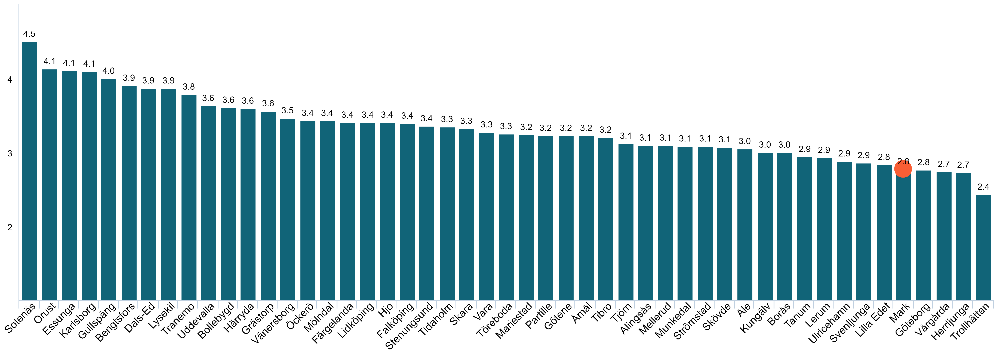 4.5 4.1 4.1 4.1 4.0 3.9 3.9 3.9 3.8 3.6 3.6 3.6 3.6 3.5 3.4 3.4 3.4 3.4 3.4 3.4 3.4 3.3 3.3 3.3 3.3 3.2 3.2 3.2 3.2 3.2 3.1 3.1 3.1 3.1 3.1 3.1 3.0 3.0 3.0 2.9 2.9 2.9 2.9 2.8 2.8 2.8 2.7 2.7 2.4
4
3
2
Sotenäs
Orust
Essunga
Karlsborg
Gullspång
Bengtsfors
Dals-Ed
Lysekil
Tranemo
Uddevalla
Bollebygd
Härryda
Grästorp
Vänersborg
Öckerö
Mölndal
Färgelanda
Lidköping
Hjo
Falköping
Stenungsund
Tidaholm
Skara
Vara
Töreboda
Mariestad
Partille
Götene
Åmål
Tibro
Tjörn
Alingsås
Mellerud
Munkedal
Strömstad
Skövde
Ale
Kungälv
Borås
Tanum
Lerum
Ulricehamn
Svenljunga
Lilla Edet
Mark
Göteborg
Vårgårda
Herrljunga
Trollhättan